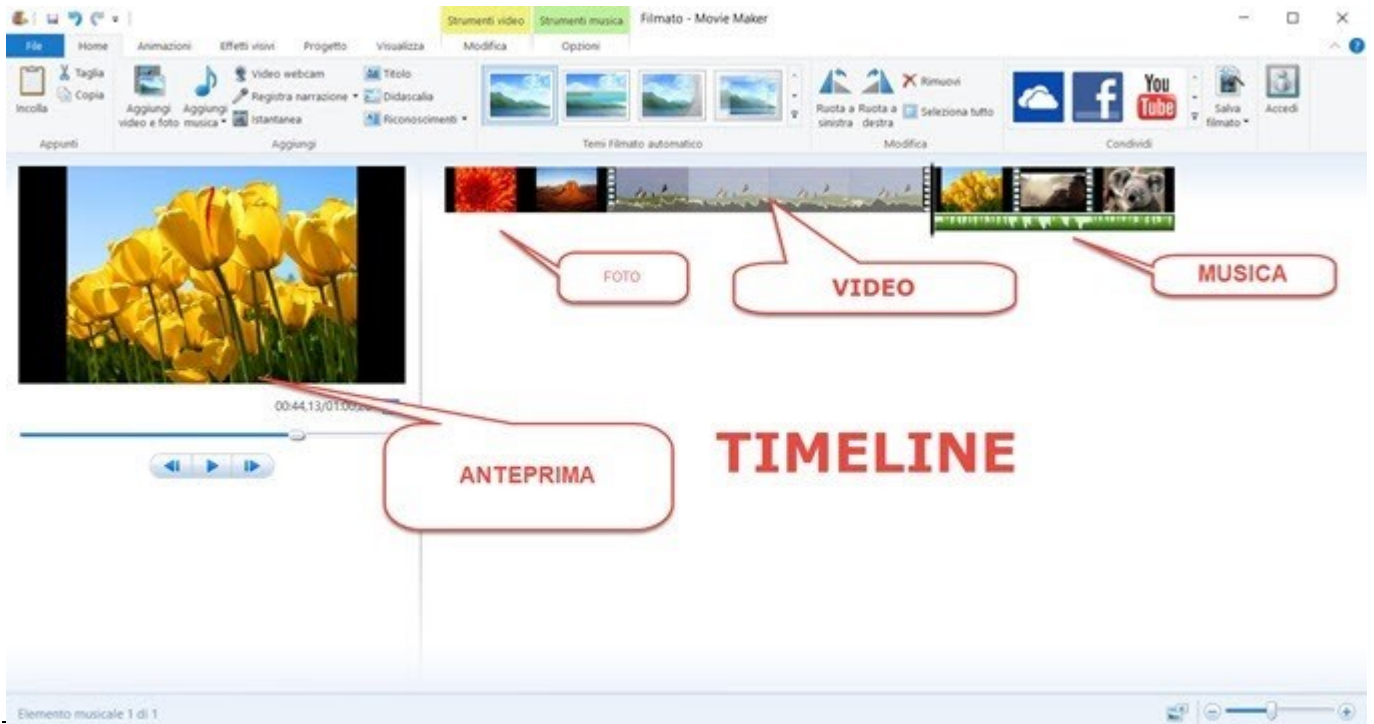 Strumenti video Strumenti musica Filmato - Movie Maker
File Home Animazioni Effetti visivi Progetto Visualizza Modifica Opzioni
Incolla
Taglia
Copia
Appunti
Aggiungi video e foto
Aggiungi musica
Video webcam
Registra narrazione
Istantanea
Titolo
Didascalia
Riconoscimenti
Aggiungi
Temi Filmato automatico
Ruota a sinistra
Ruota a destra
Rimuovi
Seleziona tutto
Modifica
f
You
Tube
Condividi
Salva
filmato
Accedi
FOTO
VIDEO
MUSICA
ANTEPRIMA
TIMELINE
Elemento musicale 1 di 1